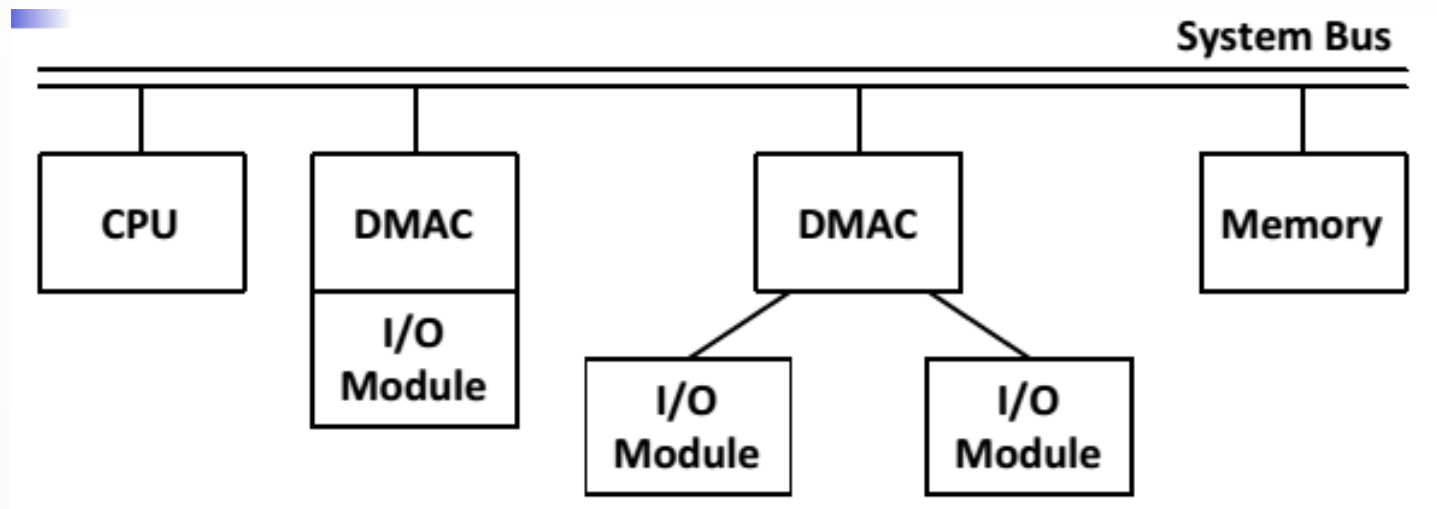 System Bus
CPU
DMAC
I/O
Module
DMAC
I/O
Module
I/O
Module
Memory